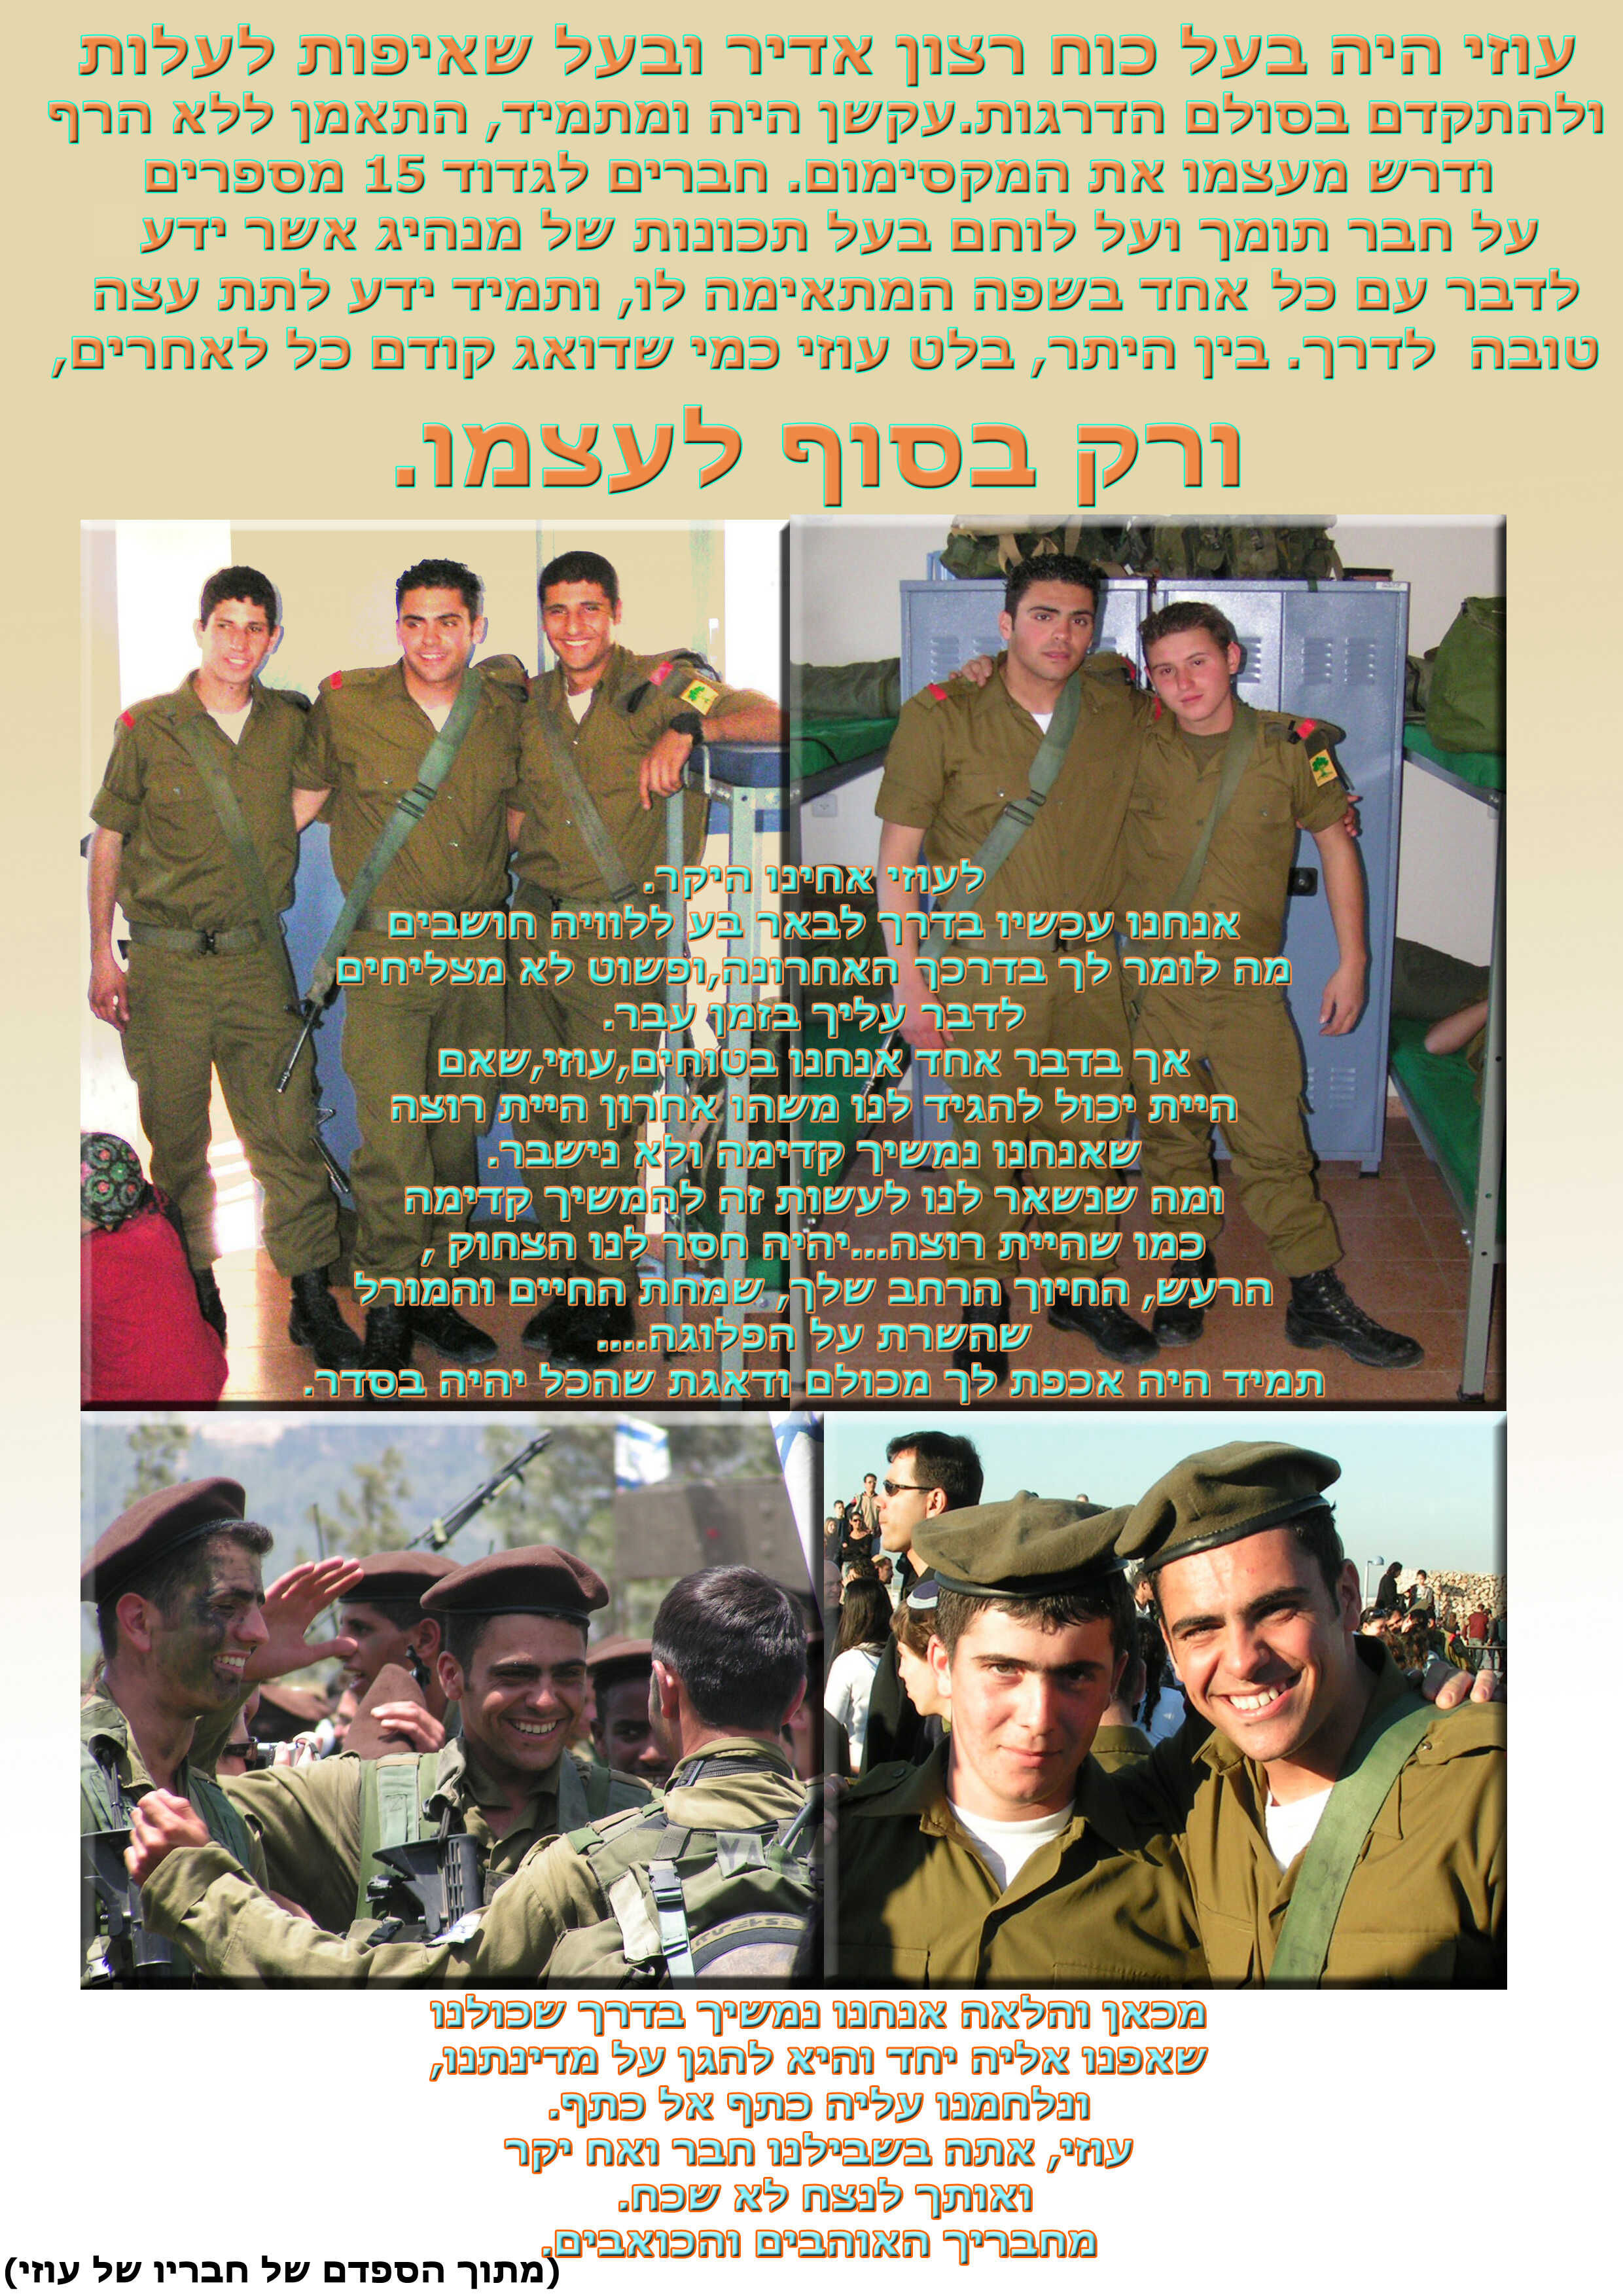 עוזי היה בעל כוח רצון אדיר ובעל שאיפות לעלות
ולהתקדם בסולם הדרגות.עקשן היה ומתמיד, התאמן ללא הרף
ודרש מעצמו את המקסימום. חברים לגדוד 15 מספרים
על חבר תומך ועל לוחם בעל תכונות של מנהיג אשר ידע
לדבר עם כל אחד בשפה המתאימה לו, ותמיד ידע לתת עצה
טובה לדרך. בין היתר, בלט עוזי כמי שדואג קודם כל לאחרים,
ורק בסוף לעצמו.
לעוזי אחינו היקר.
אנחנו עכשיו בדרך לבאר בע ללוויה חושבים
מה לומר לך בדרכך האחרונה,ופשוט לא מצליחים
לדבר עליך בזמן עבר.
אך בדבר אחד אנחנו בטוחים,עוזי,שאם
היית יכול להגיד לנו משהו אחרון היית רוצה
שאנחנו נמשיך קדימה ולא נישבר.
ומה שנשאר לנו לעשות זה להמשיך קדימה
כמו שהיית רוצה...יהיה חסר לנו הצחוק ,
הרעש, החיוך הרחב שלך, שמחת החיים והמורל
שהשרת על הפלוגה....
תמיד היה אכפת לך מכולם ודאגת שהכל יהיה בסדר.
מכאן והלאה אנחנו נמשיך בדרך שכולנו
שאפנו אליה יחד והיא להגן על מדינתנו,
ונלחמנו עליה כתף אל כתף.
עוזי, אתה בשבילנו חבר ואח יקר
ואותך לנצח לא שכח.
מחבריך האוהבים והכואבים.
(מתוך הספדם של חבריו של עוזי)